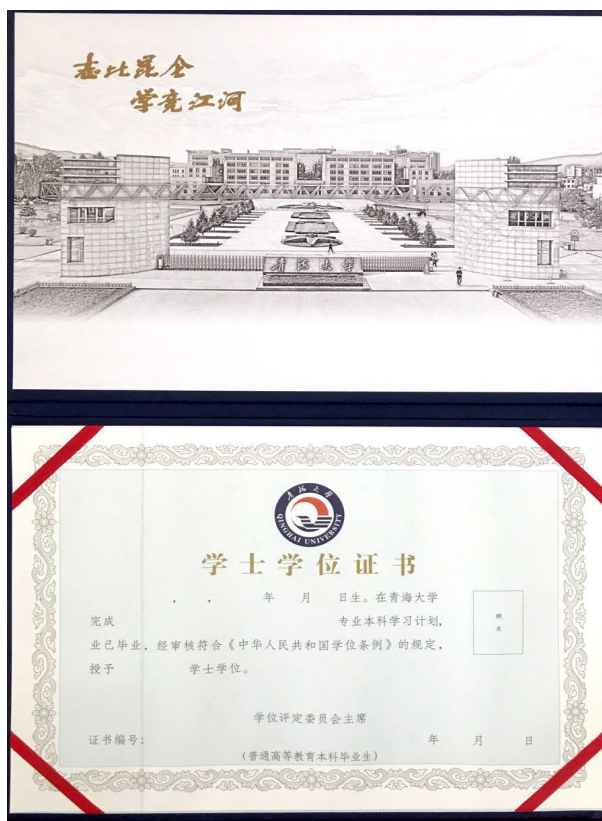 志比昆仑
学竞江河
青海大学
青海大学
QINGHAI UNIVERSITY
学士学位证书
， ， 年 月 日生。在青海大学
完成 专业本科学习计划，
业已毕业，经审核符合《中华人民共和国学位条例》的规定，
授予 学士学位。
照
片
学位评定委员会主席
证书编号： 年 月 日
(普通高等教育本科毕业生)